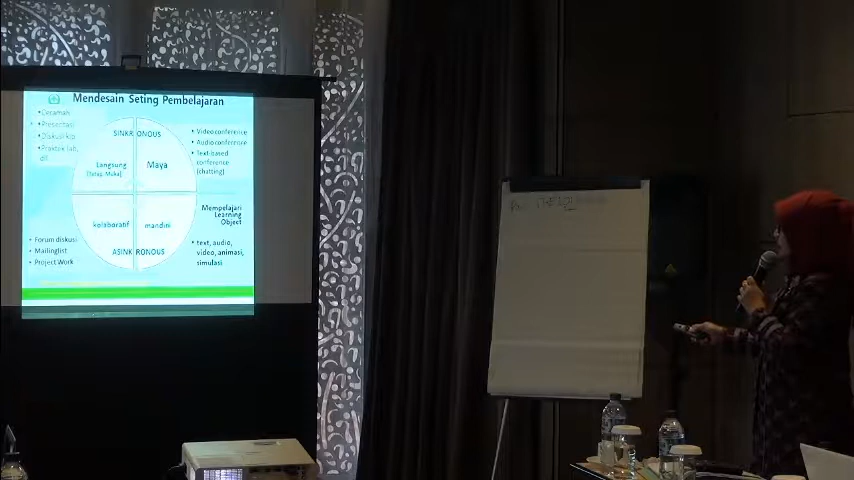 Mendesain Seting Pembelajaran
• Ceramah
• Presentasi
• Diskusi klp
• Praktek lab,
dll
SINKRONOUS
Langsung
(tatap muka)
Maya
• Videoconference
• Audioconference
• Text-based
conference
(chatting)
kolaboratif
mandiri
Mempelajari
Learning
Object
• Forum diskusi
• Mailinglist
• Project Work
ASINKRONOUS
• text, audio,
video, animasi,
simulasi